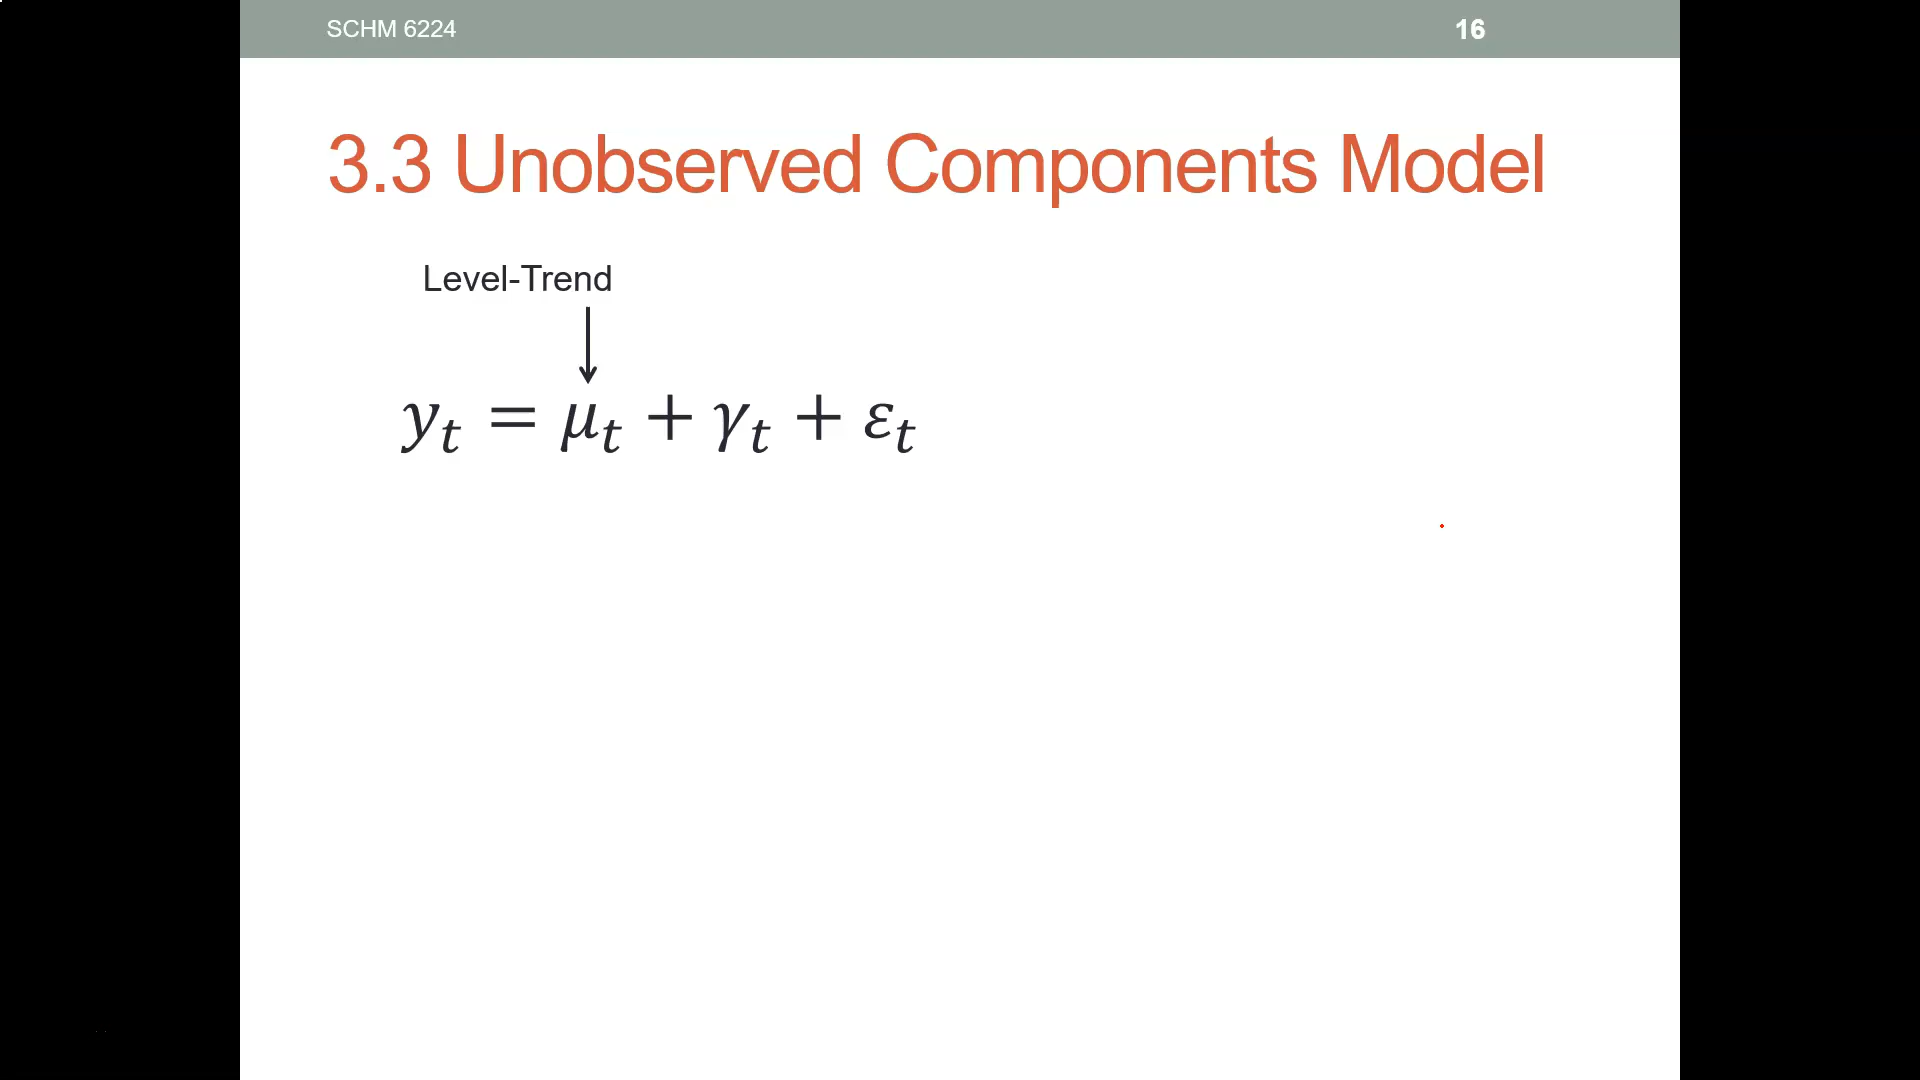 SCHM 6224
16
3.3 Unobserved Components Model
Level-Trend
yₜ = μₜ + γₜ + εₜ